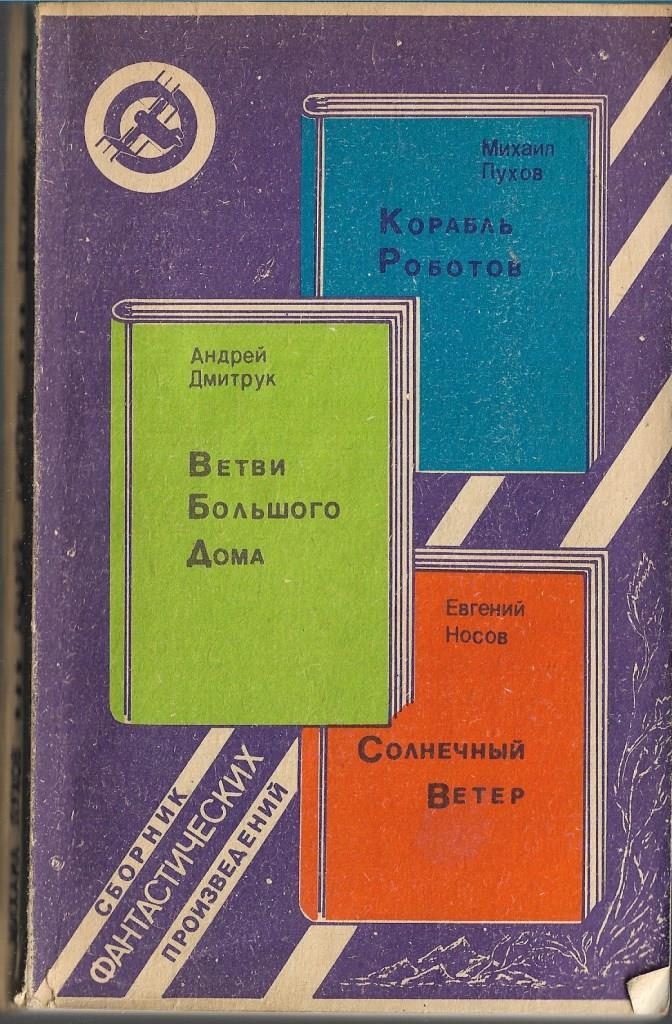 Михаил
Пухов
Корабль
Роботов
Андрей
Дмитрук
Ветви
Большого
Дома
Евгений
Носов
Солнечный
Ветер
СБОРНИК
ФАНТАСТИЧЕСКИХ
ПРОИЗВЕДЕНИЙ